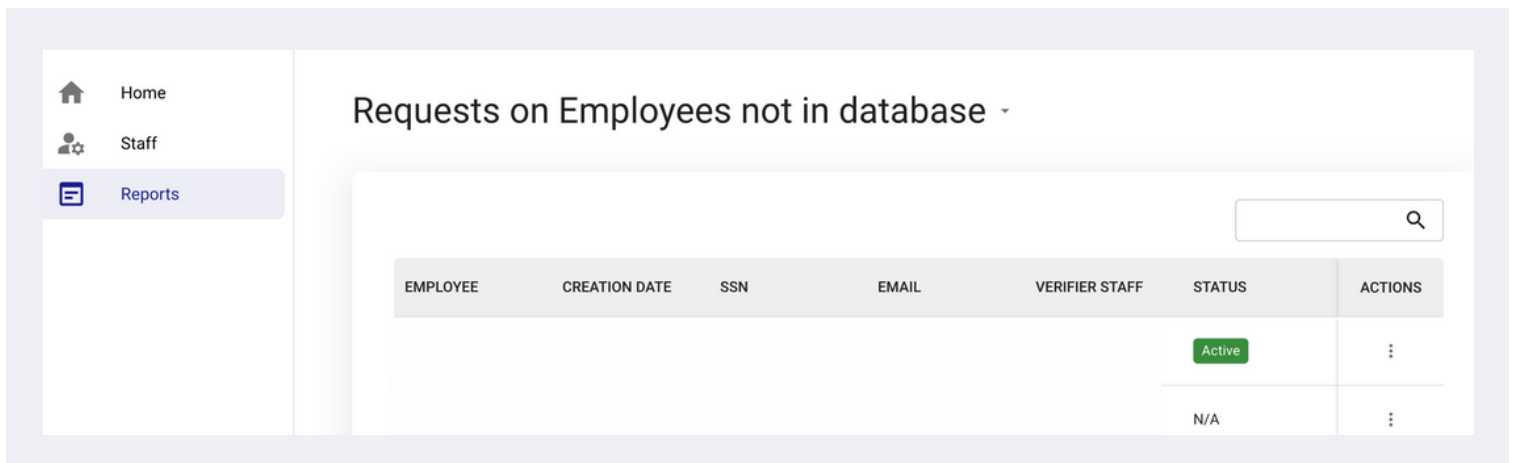 Home
Staff
Reports
Requests on Employees not in database
EMPLOYEE CREATION DATE SSN EMAIL VERIFIER STAFF STATUS ACTIONS
Active
N/A